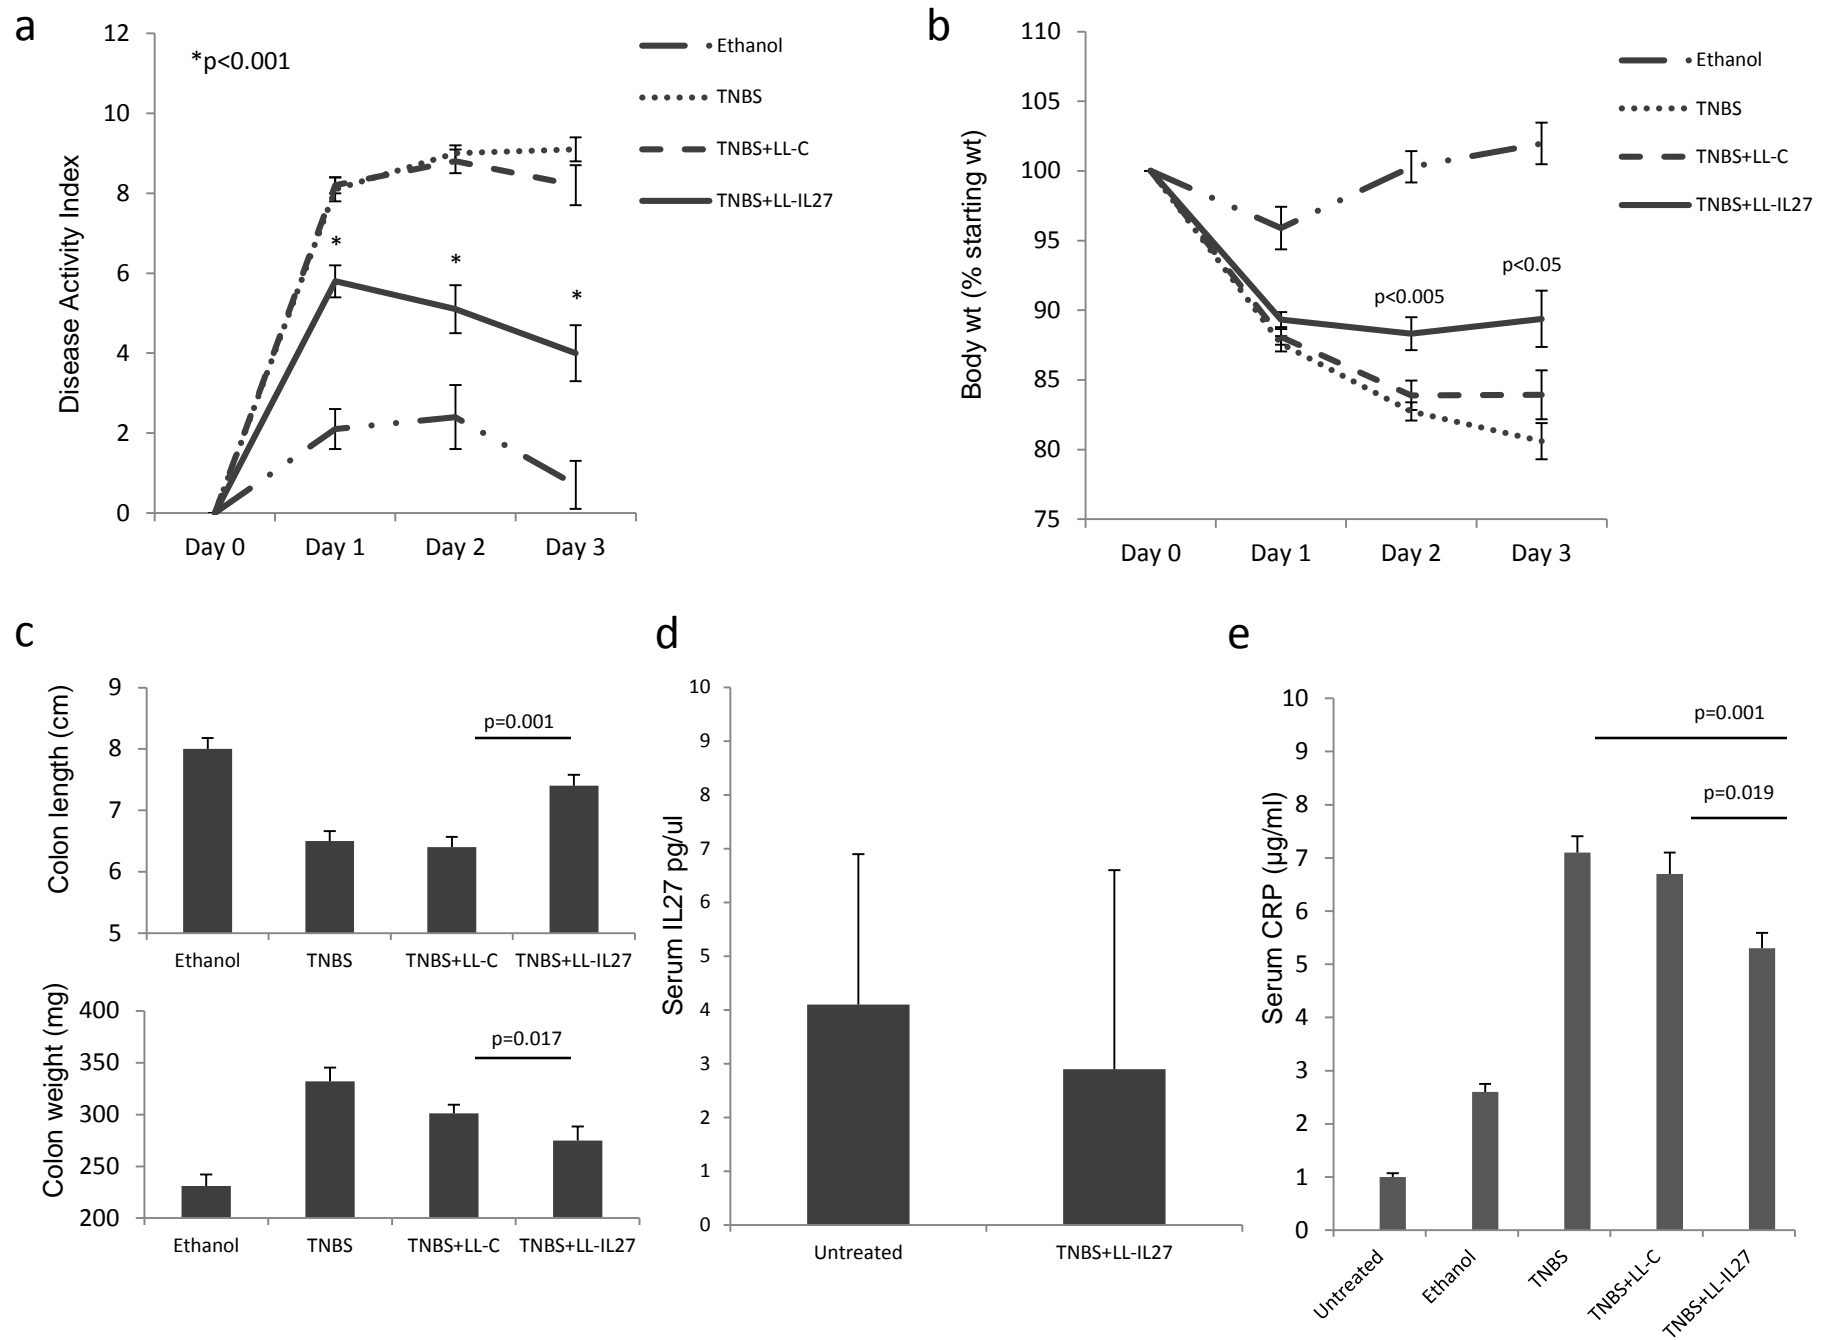 a
Disease Activity Index
12
10
8
6
4
2
0
*p<0.001
*
*
*
Day 0 Day 1 Day 2 Day 3
Ethanol
TNBS
TNBS+LL-C
TNBS+LL-IL27
b
Body wt (% starting wt)
110
105
100
95
90
85
80
75
p<0.005
p<0.05
Day 0 Day 1 Day 2 Day 3
Ethanol
TNBS
TNBS+LL-C
TNBS+LL-IL27
c
Colon length (cm)
9
8
7
6
5
p=0.001
Ethanol TNBS TNBS+LL-C TNBS+LL-IL27
Colon weight (mg)
400
350
300
250
200
p=0.017
Ethanol TNBS TNBS+LL-C TNBS+LL-IL27
d
Serum IL27 pg/ul
10
9
8
7
6
5
4
3
2
1
0
Untreated TNBS+LL-IL27
e
Serum CRP (µg/ml)
10
9
8
7
6
5
4
3
2
1
0
p=0.001
p=0.019
Untreated
Ethanol
TNBS
TNBS+LL-C
TNBS+LL-IL27